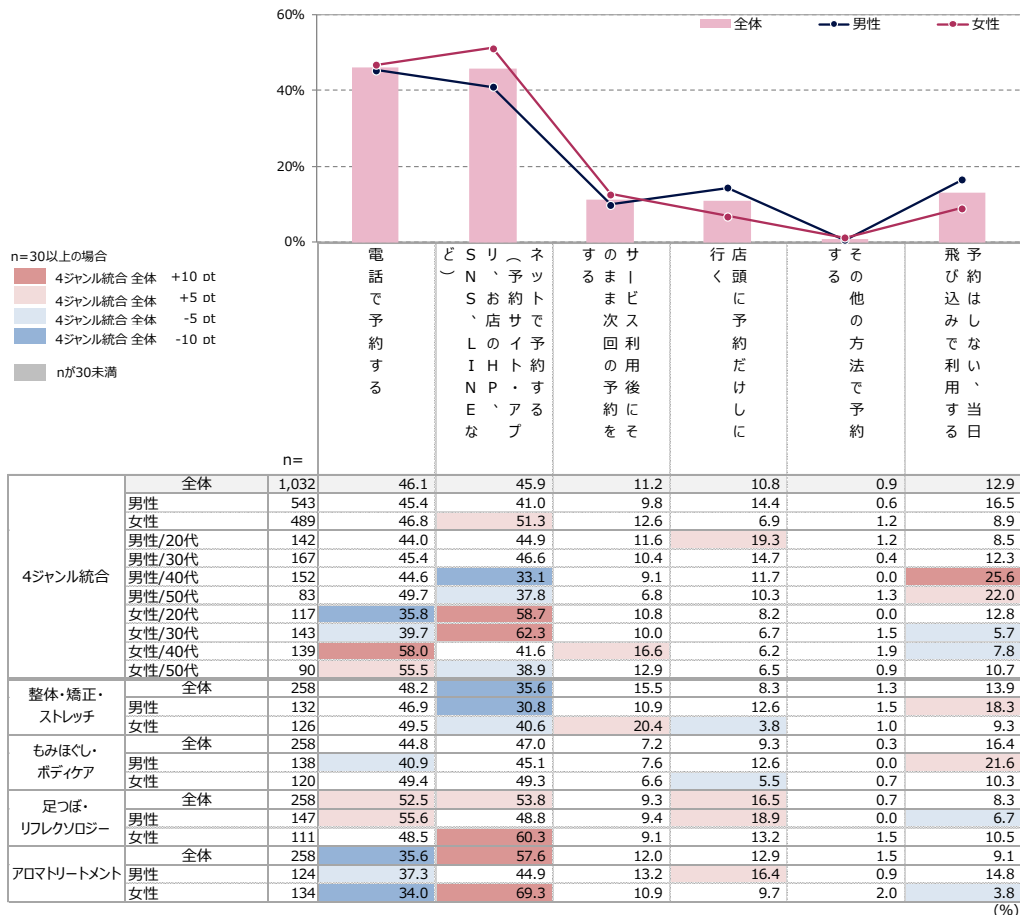 60%
全体 男性 女性
40%
20%
0%
n=30以上の場合
4ジャンル統合 全体 +10 pt
4ジャンル統合 全体 +5 pt
4ジャンル統合 全体 -5 pt
4ジャンル統合 全体 -10 pt
nが30未満
電話で予約する
ネットで予約する
（予約サイト・アプ
リ、お店のHP、
SNS、LINEな
ど）
サービス利用後にそ
のまま次回の予約を
する
店頭に予約だけしに
行く
その他の方法で予約
する
予約はしない、当日
飛び込みで利用する
n=
4ジャンル統合
全体 1,032 46.1 45.9 11.2 10.8 0.9 12.9
男性 543 45.4 41.0 9.8 14.4 0.6 16.5
女性 489 46.8 51.3 12.6 6.9 1.2 8.9
男性/20代 142 44.0 44.9 11.6 19.3 1.2 8.5
男性/30代 167 45.4 46.6 10.4 14.7 0.4 12.3
男性/40代 152 44.6 33.1 9.1 11.7 0.0 25.6
男性/50代 83 49.7 37.8 6.8 10.3 1.3 22.0
女性/20代 117 35.8 58.7 10.8 8.2 0.0 12.8
女性/30代 143 39.7 62.3 10.0 6.7 1.5 5.7
女性/40代 139 58.0 41.6 16.6 6.2 1.9 7.8
女性/50代 90 55.5 38.9 12.9 6.5 0.9 10.7
整体・矯正・
ストレッチ
全体 258 48.2 35.6 15.5 8.3 1.3 13.9
男性 132 46.9 30.8 10.9 12.6 1.5 18.3
女性 126 49.5 40.6 20.4 3.8 1.0 9.3
もみほぐし・
ボディケア
全体 258 44.8 47.0 7.2 9.3 0.3 16.4
男性 138 40.9 45.1 7.6 12.6 0.0 21.6
女性 120 49.4 49.3 6.6 5.5 0.7 10.3
足つぼ・
リフレクソロジー
全体 258 52.5 53.8 9.3 16.5 0.7 8.3
男性 147 55.6 48.8 9.4 18.9 0.0 6.7
女性 111 48.5 60.3 9.1 13.2 1.5 10.5
アロマトリートメント
全体 258 35.6 57.6 12.0 12.9 1.5 9.1
男性 124 37.3 44.9 13.2 16.4 0.9 14.8
女性 134 34.0 69.3 10.9 9.7 2.0 3.8
(%)